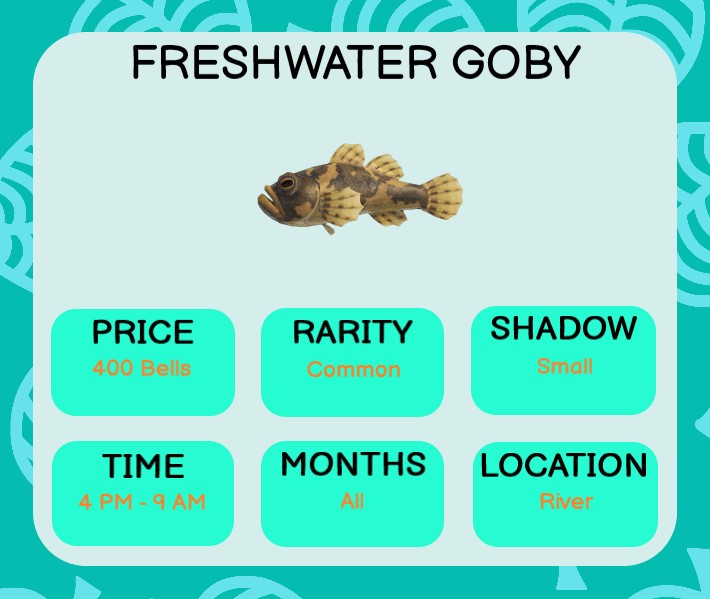 FRESHWATER GOBY
PRICE
400 Bells
RARITY
Common
SHADOW
Small
TIME
4 PM - 9 AM
MONTHS
All
LOCATION
River